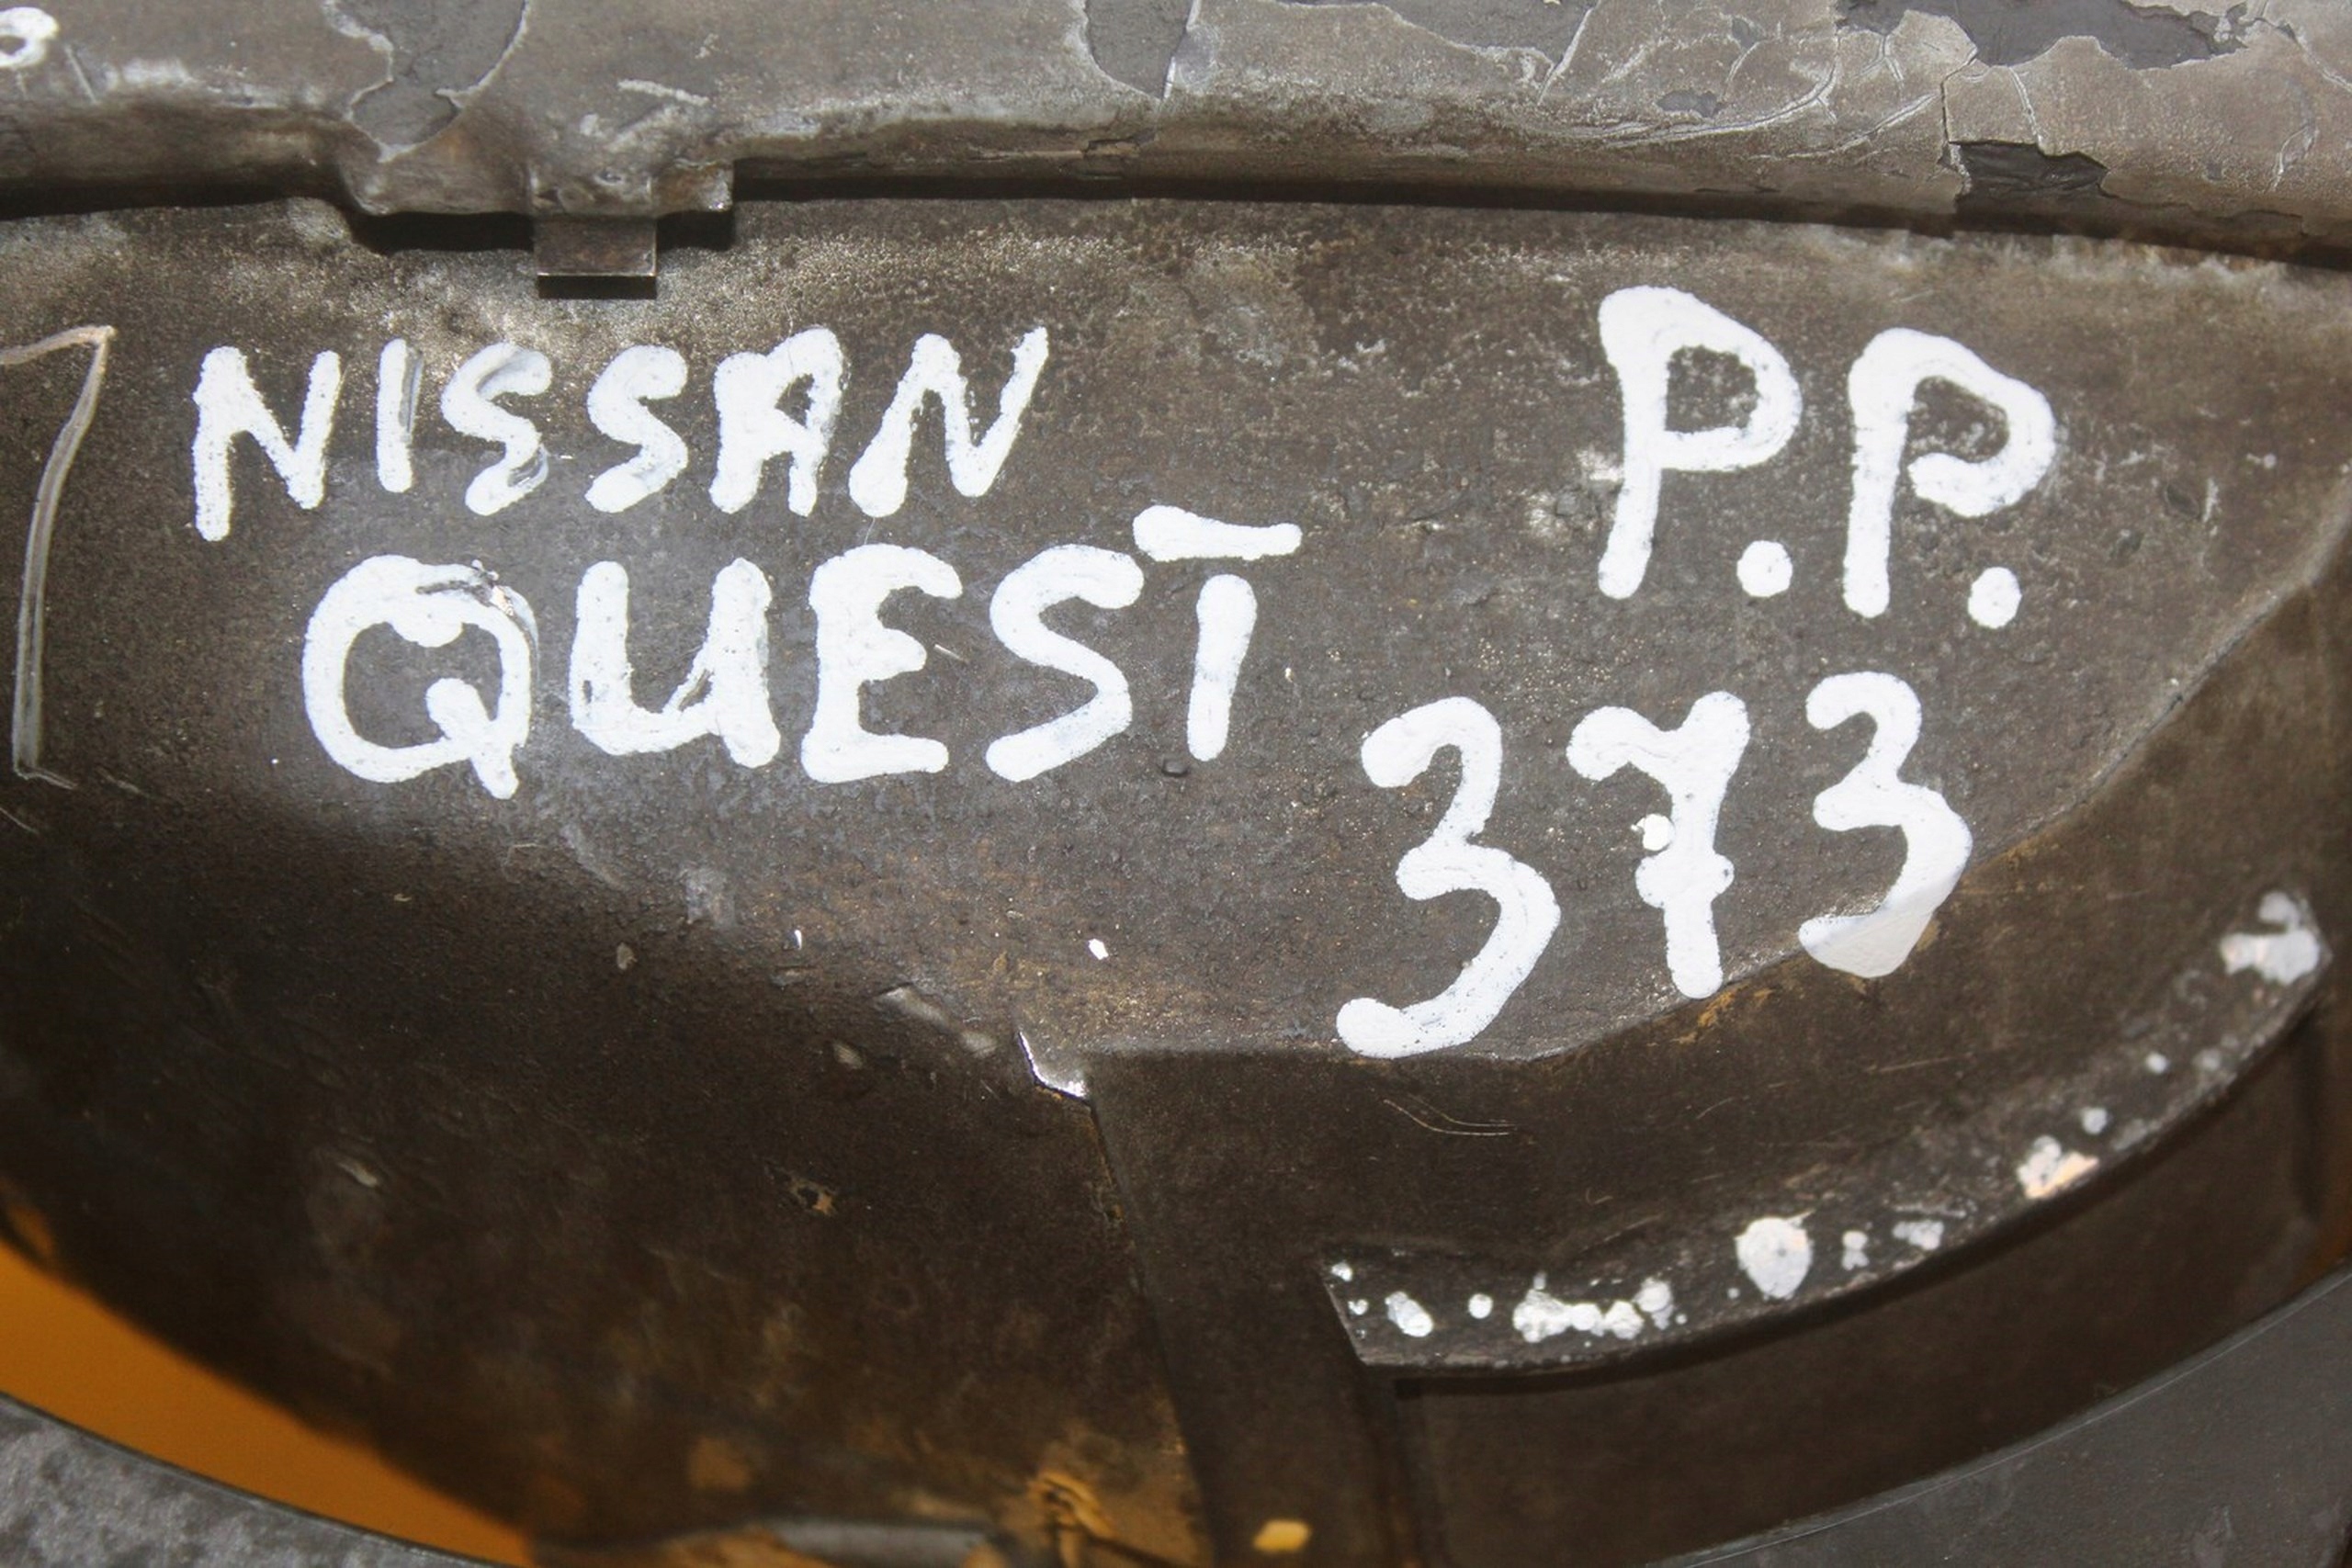 NISSAN
QUEST
P.P.
373